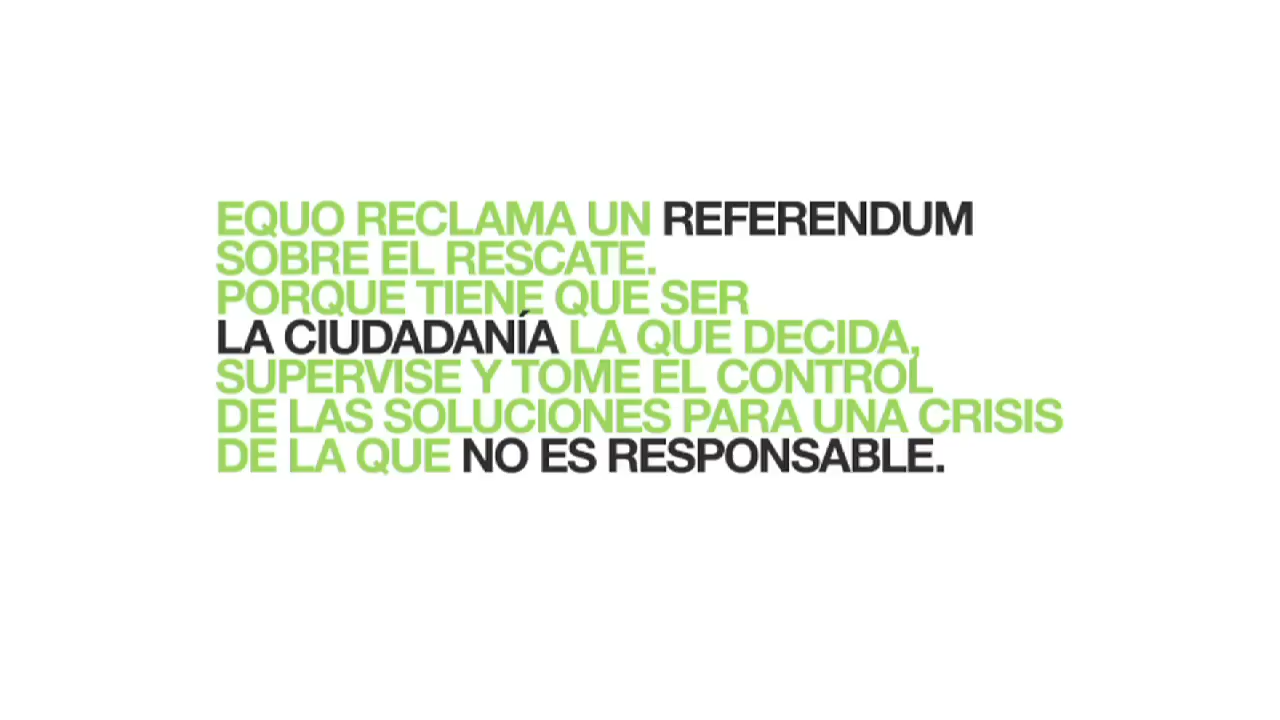 EQUO RECLAMA UN REFERENDUM
SOBRE EL RESCATE.
PORQUE TIENE QUE SER
LA CIUDADANÍA LA QUE DECIDA,
SUPERVISE Y TOME EL CONTROL
DE LAS SOLUCIONES PARA UNA CRISIS
DE LA QUE NO ES RESPONSABLE.